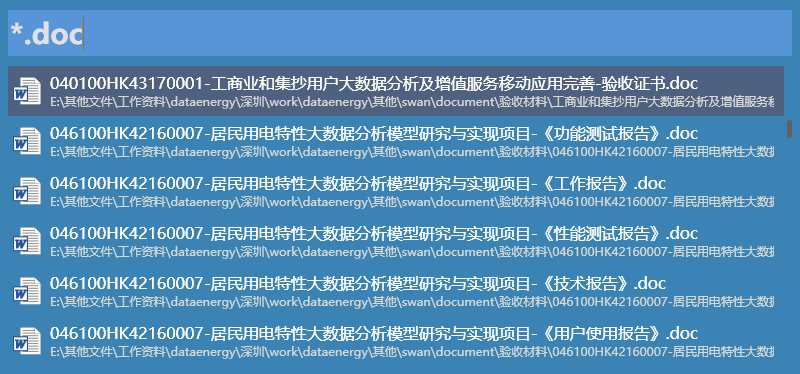 *.doc
040100HK43170001-工商业和集抄用户大数据分析及增值服务移动应用完善-验收证书.doc
E:\其他文件\工作资料\dataenergy\深圳\work\dataenergy\其他\swan\document\验收材料\工商业和集抄用户大数据分析及增值服务移
046100HK42160007-居民用电特性大数据分析模型研究与实现项目-《功能测试报告》.doc
E:\其他文件\工作资料\dataenergy\深圳\work\dataenergy\其他\swan\document\验收材料\046100HK42160007-居民用电特性大数据
046100HK42160007-居民用电特性大数据分析模型研究与实现项目-《工作报告》.doc
E:\其他文件\工作资料\dataenergy\深圳\work\dataenergy\其他\swan\document\验收材料\046100HK42160007-居民用电特性大数据
046100HK42160007-居民用电特性大数据分析模型研究与实现项目-《性能测试报告》.doc
E:\其他文件\工作资料\dataenergy\深圳\work\dataenergy\其他\swan\document\验收材料\046100HK42160007-居民用电特性大数据
046100HK42160007-居民用电特性大数据分析模型研究与实现项目-《技术报告》.doc
E:\其他文件\工作资料\dataenergy\深圳\work\dataenergy\其他\swan\document\验收材料\046100HK42160007-居民用电特性大数据
046100HK42160007-居民用电特性大数据分析模型研究与实现项目-《用户使用报告》.doc
E:\其他文件\工作资料\dataenergy\深圳\work\dataenergy\其他\swan\document\验收材料\046100HK42160007-居民用电特性大数据